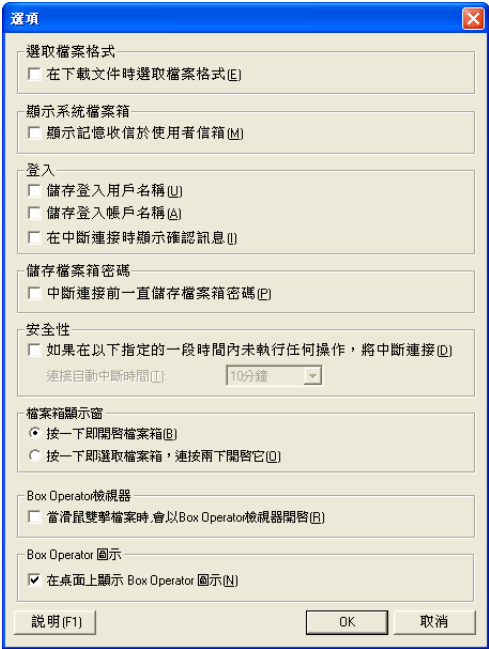 選項
選取檔案格式
在下載文件時選取檔案格式(E)
顯示系統檔案箱
顯示記憶收信於使用者信箱(M)
登入
儲存登入用戶名稱(U)
儲存登入帳戶名稱(A)
在中斷連接時顯示確認訊息(I)
儲存檔案箱密碼
中斷連接前一直儲存檔案箱密碼(P)
安全性
如果在以下指定的一段時間內未執行任何操作，將中斷連接(D)
連接自動中斷時間(T): 10分鐘
檔案箱顯示窗
按一下即開啓檔案箱(B)
按一下即選取檔案箱，連按兩下開啓它(O)
Box Operator檢視器
當滑鼠雙擊檔案時,會以Box Operator檢視器開啓(R)
Box Operator 圖示
在桌面上顯示 Box Operator 圖示(N)
説明(F1) OK 取消